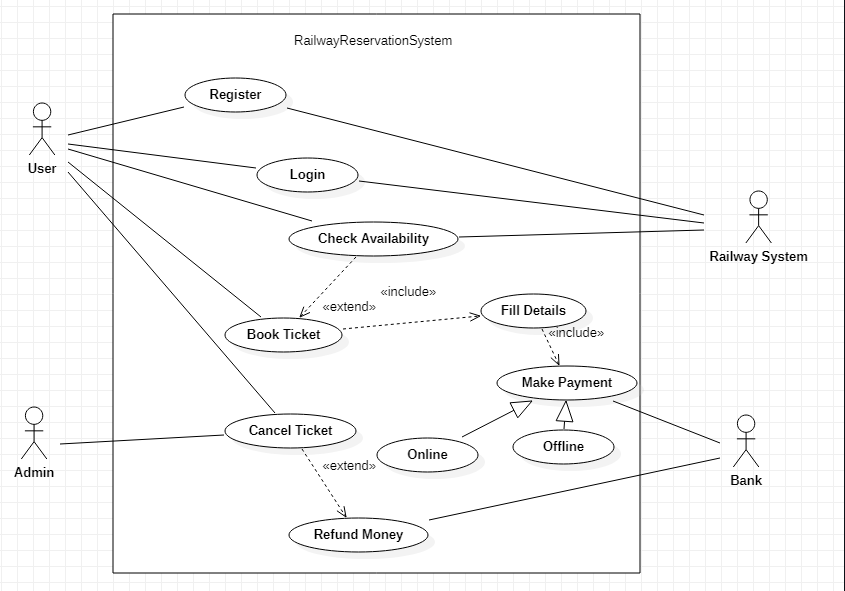 RailwayReservationSystem
Register
User
Login
Railway System
Check Availability
«include»
«extend»
Fill Details
Book Ticket
«include»
Make Payment
Admin
Cancel Ticket
Online
Offline
Bank
«extend»
Refund Money